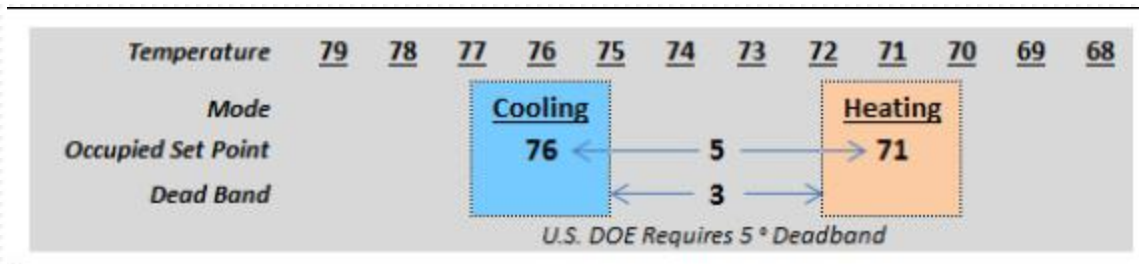 Temperature 79 78 77 76 75 74 73 72 71 70 69 68
Mode Cooling Heating
Occupied Set Point 76 5 71
Dead Band 3
U.S. DOE Requires 5 ° Deadband